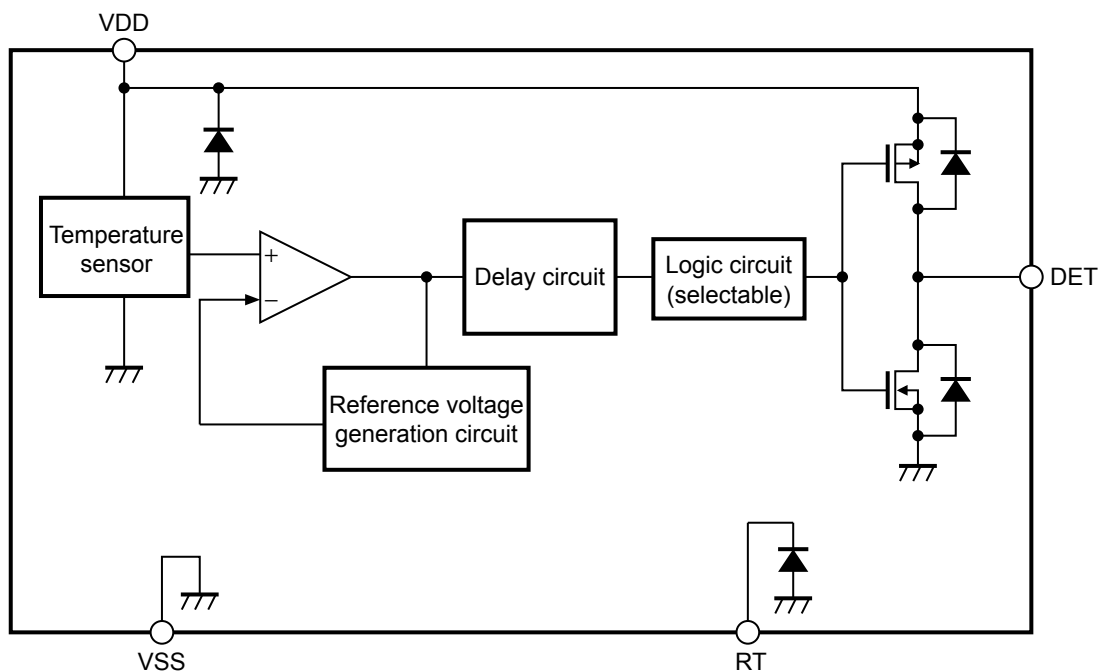 VDD
Temperature
sensor
+
−
Delay circuit
Logic circuit
(selectable)
DET
Reference voltage
generation circuit
VSS
RT